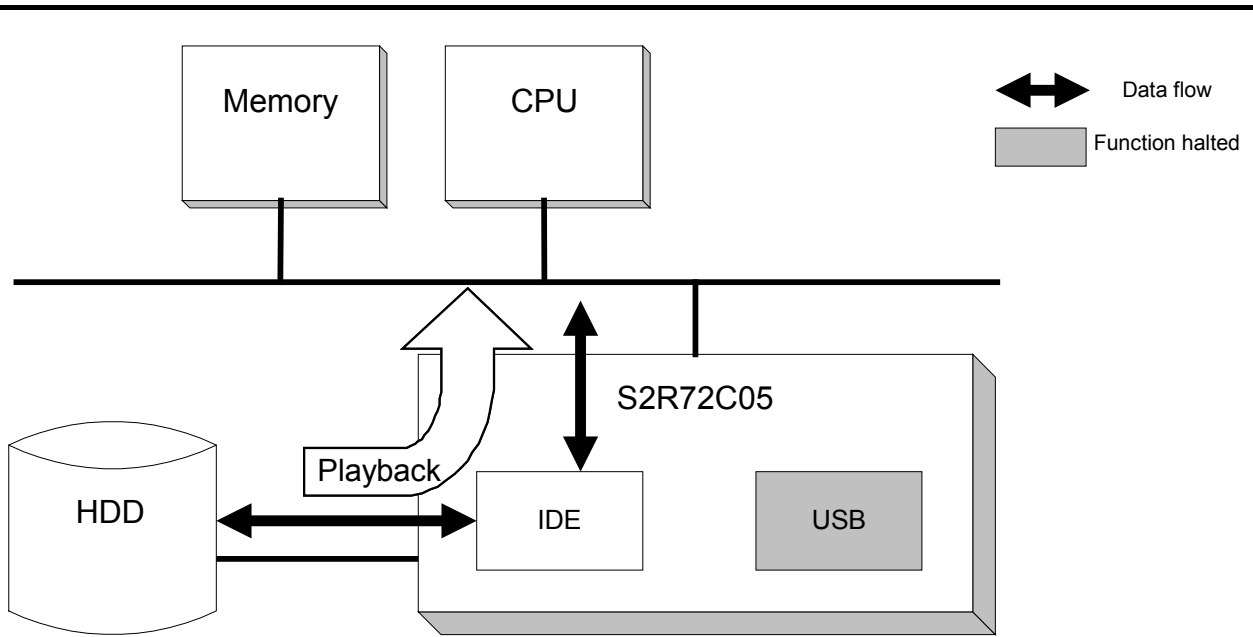 Memory
CPU
Data flow
Function halted
S2R72C05
Playback
HDD
IDE
USB